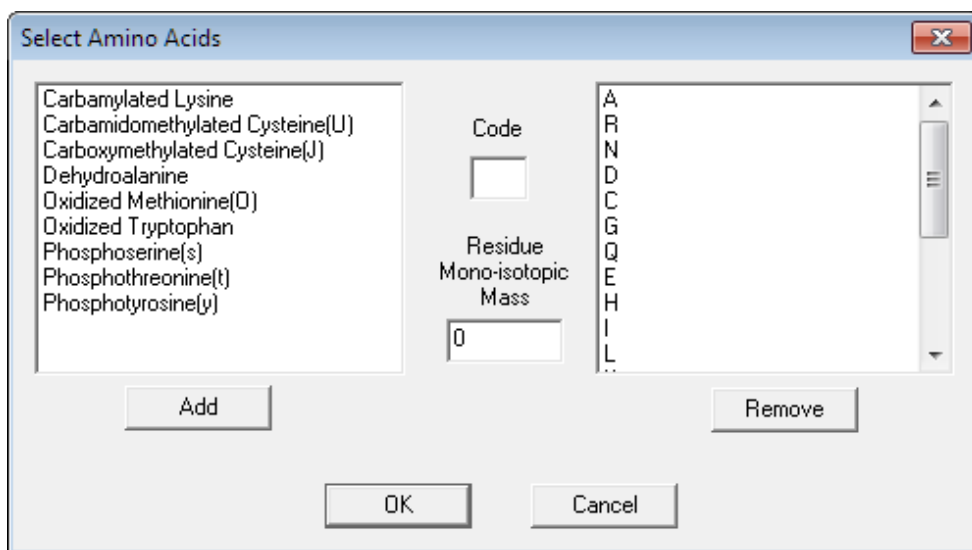 Select Amino Acids
Carbamylated Lysine
Carbamidomethylated Cysteine(U)
Carboxymethylated Cysteine(J)
Dehydroalanine
Oxidized Methionine(O)
Oxidized Tryptophan
Phosphoserine(s)
Phosphothreonine(t)
Phosphotyrosine(y)
Add
Code
Residue
Mono-isotopic
Mass
0
A
R
N
D
C
G
Q
E
H
I
L
Remove
OK
Cancel